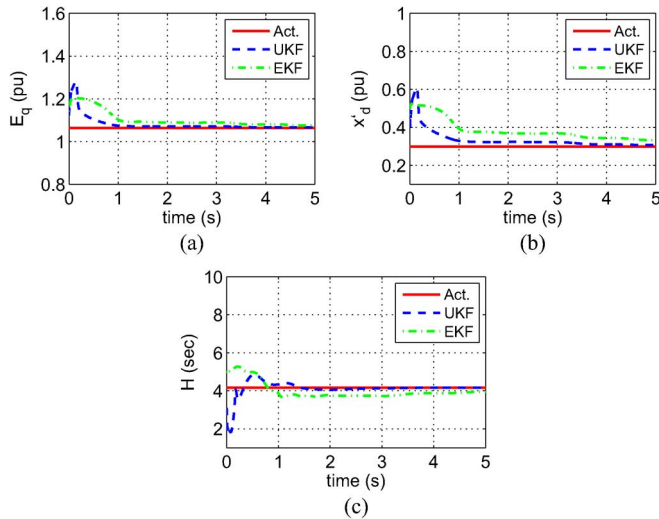 1.6
1.4
1.2
1
0.8
E_q (pu)
Act.
UKF
EKF
0 1 2 3 4 5
time (s)
(a)
1
0.8
0.6
0.4
0.2
x'_d (pu)
Act.
UKF
EKF
0 1 2 3 4 5
time (s)
(b)
10
8
6
4
2
H (sec)
Act.
UKF
EKF
0 1 2 3 4 5
time (s)
(c)